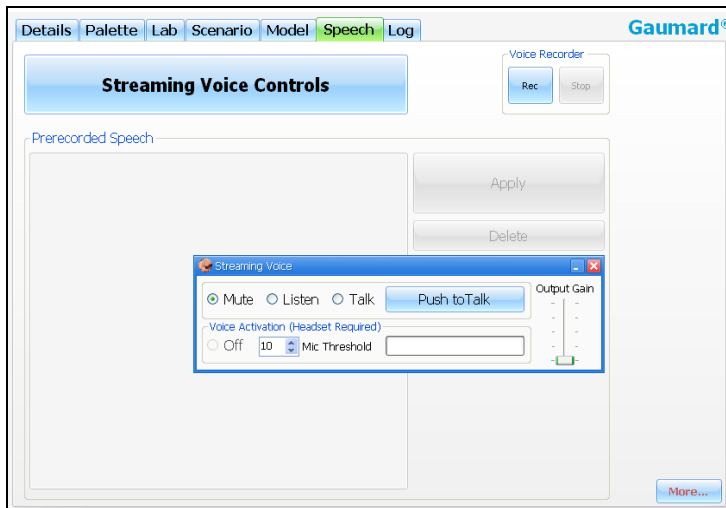 Details Palette Lab Scenario Model Speech Log
Gaumard®
Streaming Voice Controls
Voice Recorder
Rec Stop
Prerecorded Speech
Apply
Delete
Streaming Voice
Mute Listen Talk Push toTalk
Output Gain
Voice Activation (Headset Required)
Off 10 Mic Threshold
More...